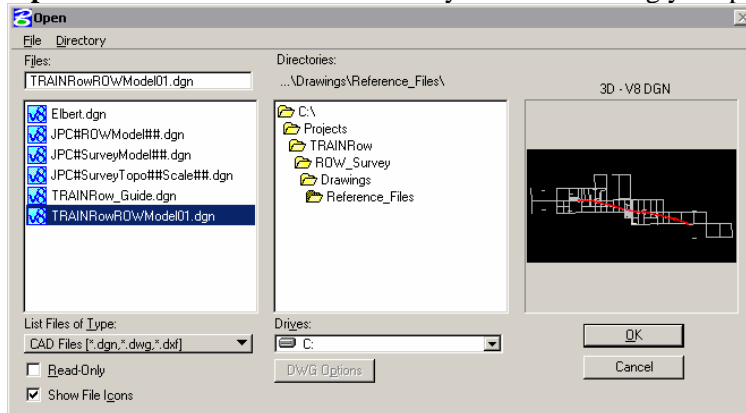 Open
File Directory
Files:
TRAINRowROWModel01.dgn
Elbert.dgn
JPC#ROWModel##.dgn
JPC#SurveyModel##.dgn
JPC#SurveyTopo##Scale##.dgn
TRAINRow_Guide.dgn
TRAINRowROWModel01.dgn
List Files of Type:
CAD Files [*.dgn,*.dwg,*.dxf]
Read-Only
Show File Icons
Directories:
...\Drawings\Reference_Files\
C:\
Projects
TRAINRow
ROW_Survey
Drawings
Reference_Files
Drives:
C:
DWG Options
3D - V8 DGN
OK
Cancel